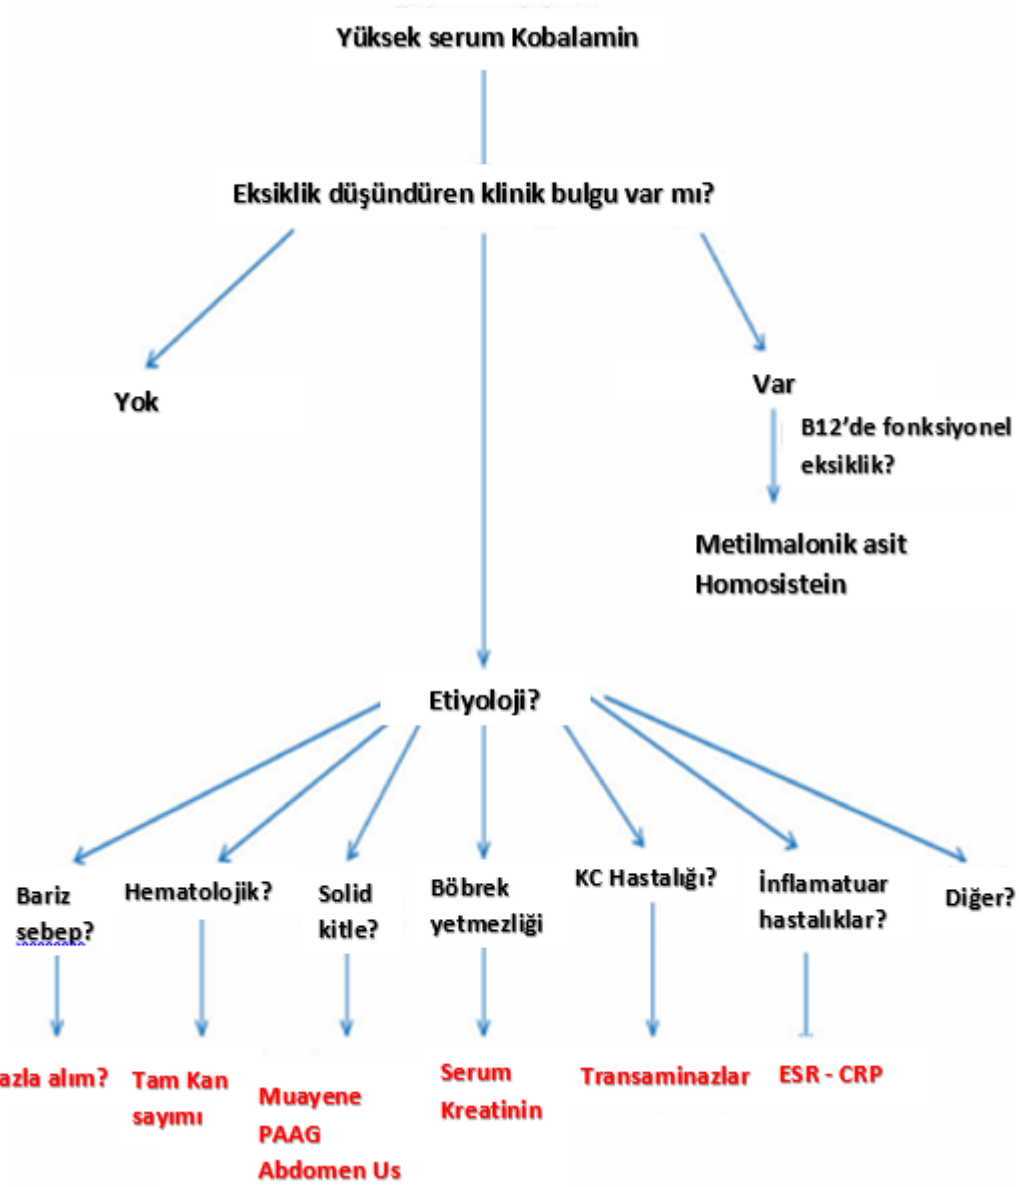 Yüksek serum Kobalamin
Eksiklik düşündüren klinik bulgu var mı?
Yok
Var
B12’de fonksiyonel
eksiklik?
Metilmalonik asit
Homosistein
Etiyoloji?
Bariz
sebep?
Hematolojik?
Solid
kitle?
Böbrek
yetmezliği
KC Hastalığı?
İnflamatuar
hastalıklar?
Diğer?
azla alım?
Tam Kan
sayımı
Muayene
PAAG
Abdomen Us
Serum
Kreatinin
Transaminazlar
ESR - CRP